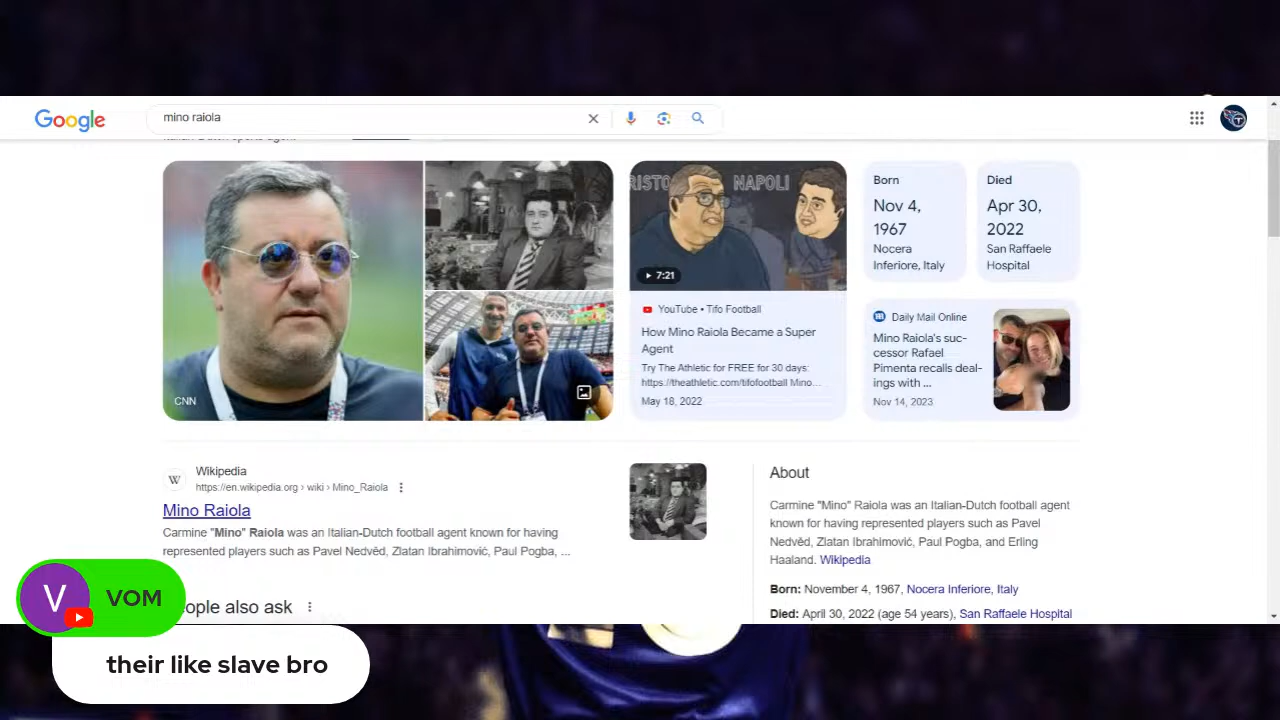 Google
mino raiola
CNN
RISTO NAPOLI
7:21
YouTube • Tifo Football
How Mino Raiola Became a Super
Agent
Try The Athletic for FREE for 30 days:
https://theathletic.com/tifofootball Mino...
May 18, 2022
Born
Nov 4,
1967
Nocera
Inferiore, Italy
Died
Apr 30,
2022
San Raffaele
Hospital
Daily Mail Online
Mino Raiola's suc-
cessor Rafael
Pimenta recalls deal-
ings with ...
Nov 14, 2023
W
Wikipedia
https://en.wikipedia.org › wiki › Mino_Raiola
Mino Raiola
Carmine "Mino" Raiola was an Italian-Dutch football agent known for having
represented players such as Pavel Nedvěd, Zlatan Ibrahimović, Paul Pogba, ...
About
Carmine "Mino" Raiola was an Italian-Dutch football agent
known for having represented players such as Pavel
Nedvěd, Zlatan Ibrahimović, Paul Pogba, and Erling
Haaland. Wikipedia
Born: November 4, 1967, Nocera Inferiore, Italy
Died: April 30, 2022 (age 54 years), San Raffaele Hospital
eople also ask
V
VOM
their like slave bro